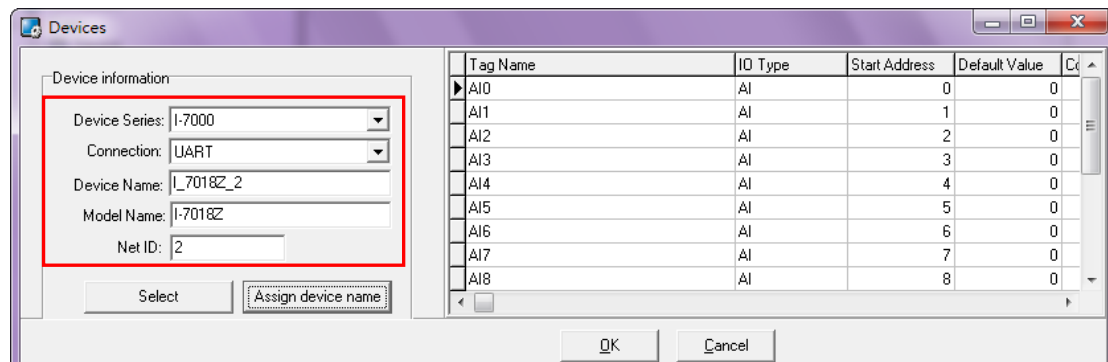 Devices
Device information
Device Series: I-7000
Connection: UART
Device Name: I_7018Z_2
Model Name: I-7018Z
Net ID: 2
Select Assign device name
Tag Name IO Type Start Address Default Value
AI0 AI 0 0
AI1 AI 1 0
AI2 AI 2 0
AI3 AI 3 0
AI4 AI 4 0
AI5 AI 5 0
AI6 AI 6 0
AI7 AI 7 0
AI8 AI 8 0
OK Cancel